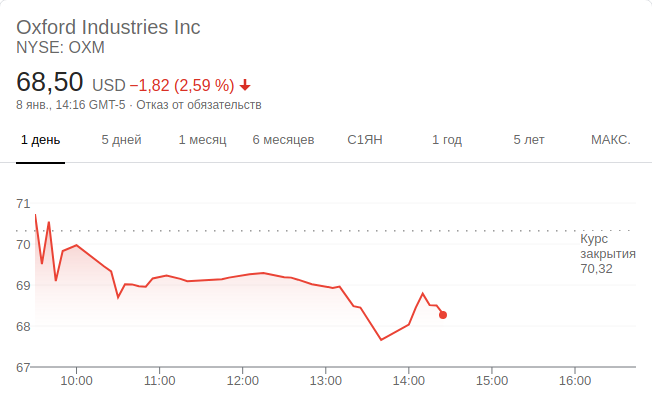 Oxford Industries Inc
NYSE: OXM
68,50 USD −1,82 (2,59 %)
8 янв., 14:16 GMT-5 · Отказ от обязательств
1 день 5 дней 1 месяц 6 месяцев С1ЯН 1 год 5 лет МАКС.
71
70
69
68
67
Курс
закрытия
70,32
10:00 11:00 12:00 13:00 14:00 15:00 16:00